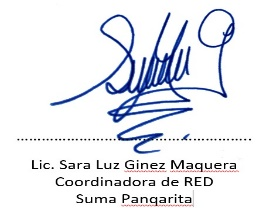 Lic. Sara Luz Ginez Maquera
Coordinadora de RED
Suma Panqarita